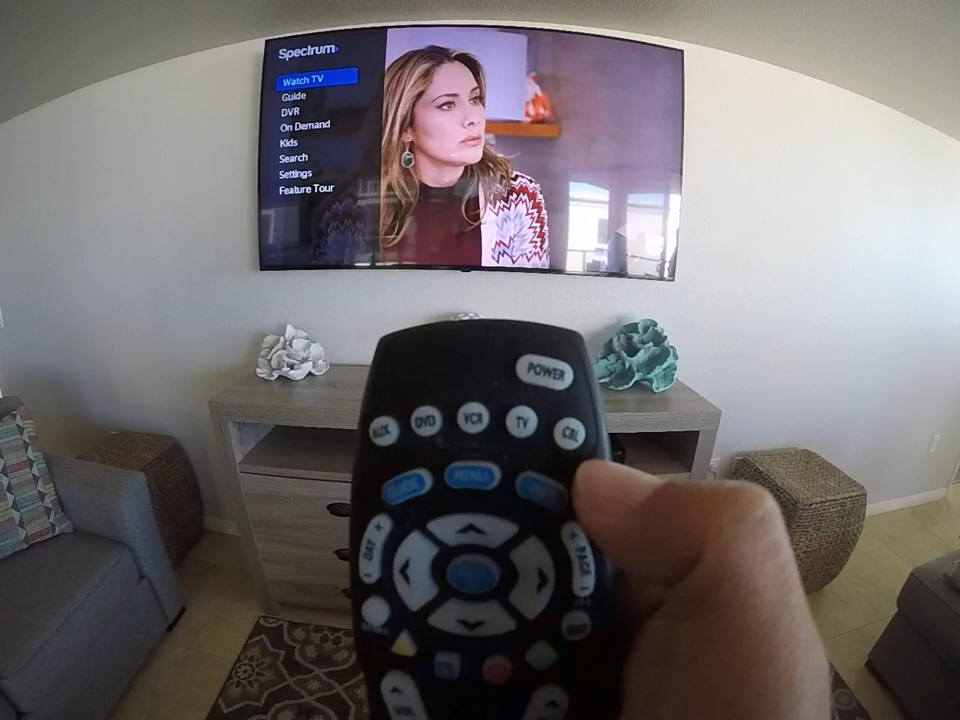 Spectrum
Watch TV
Guide
DVR
On Demand
Kids
Search
Settings
Feature Tour
POWER
AUX DVD VCR TV CBL
GUIDE MENU
DAY
PAGE
VOL